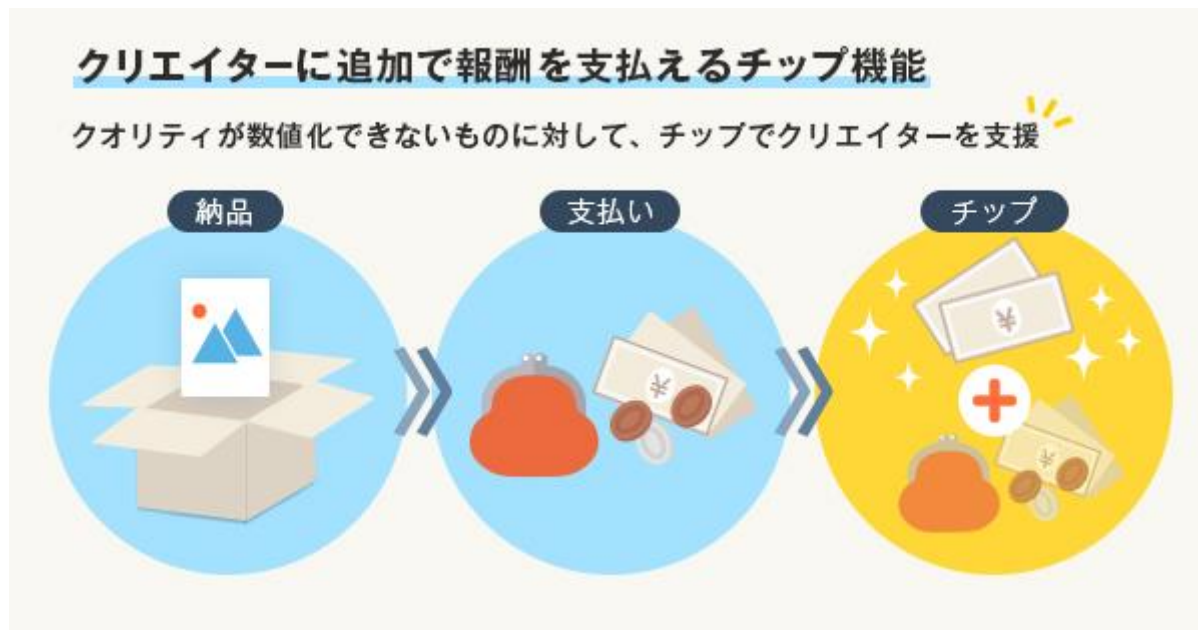 クリエイターに追加で報酬を支払えるチップ機能
クオリティが数値化できないものに対して、チップでクリエイターを支援
納品
支払い
チップ